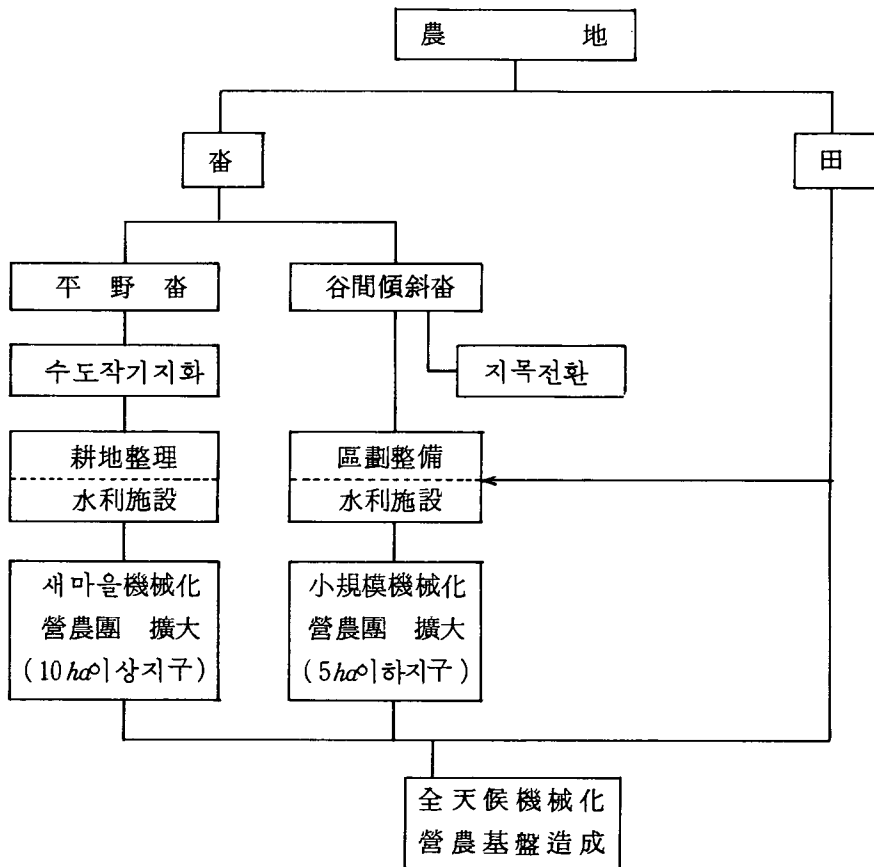 農 地
畓
田
平 野 畓
谷間傾斜畓
수도작기지화
지목전환
耕地整理
水利施設
區劃整備
水利施設
새마을機械化
營農團 擴大
(10ha이상지구)
小規模機械化
營農團 擴大
(5ha이하지구)
全天候機械化
營農基盤造成